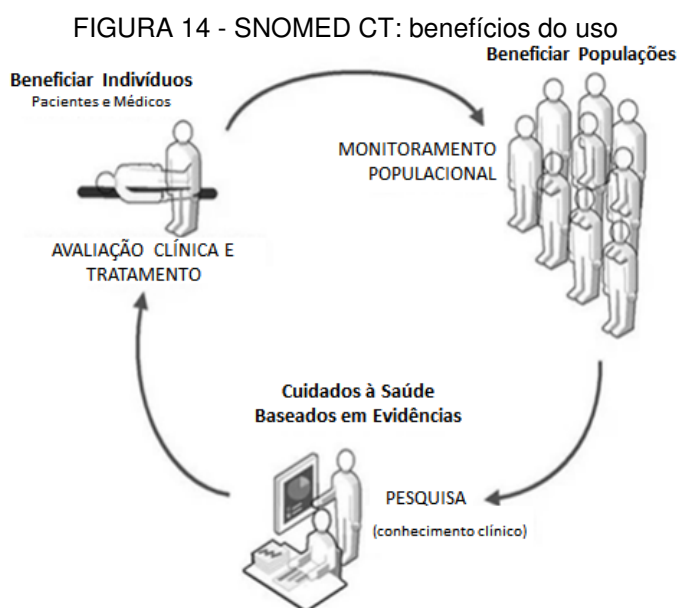 FIGURA 14 - SNOMED CT: benefícios do uso
Beneficiar Populações
Beneficiar Indivíduos
Pacientes e Médicos
MONITORAMENTO
POPULACIONAL
AVALIAÇÃO CLÍNICA E
TRATAMENTO
Cuidados à Saúde
Baseados em Evidências
PESQUISA
(conhecimento clínico)